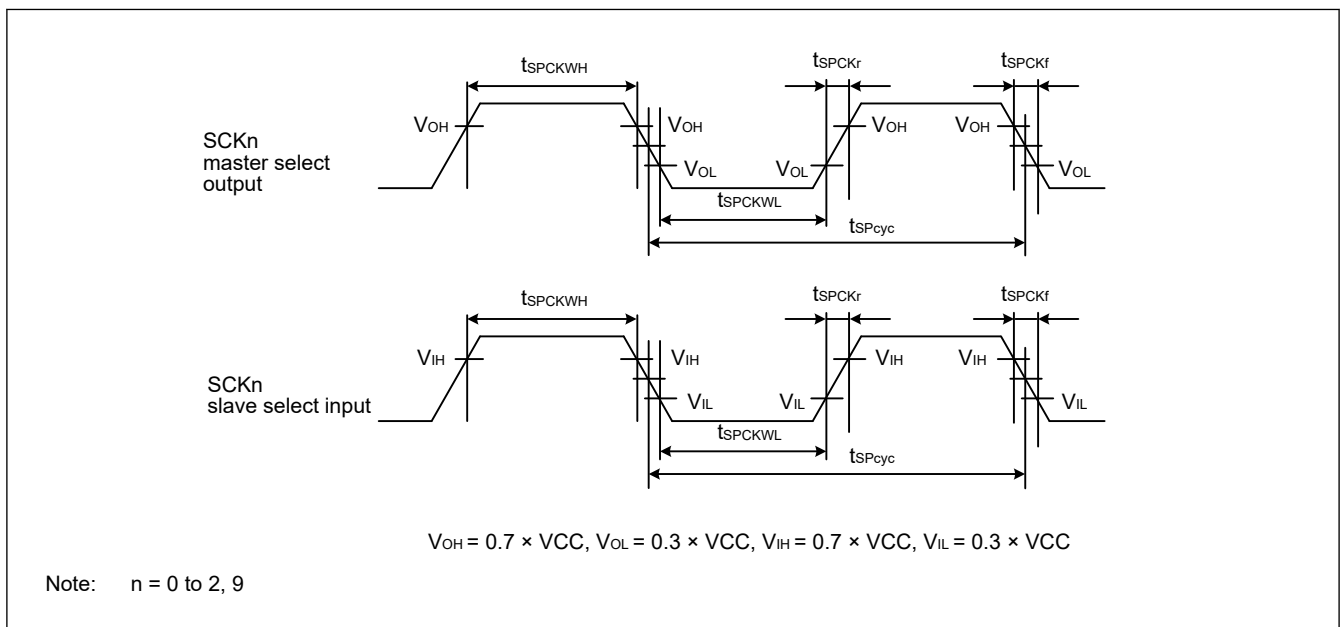 tSPCKWH
tSPCKr
tSPCKf
SCKn
master select
output
VOH
VOH
VOL
VOL
VOH
VOH
VOL
tSPCKWL
tSPcyc
tSPCKWH
tSPCKr
tSPCKf
SCKn
slave select input
VIH
VIH
VIL
VIL
VIH
VIH
VIL
tSPCKWL
tSPcyc
VOH = 0.7 × VCC, VOL = 0.3 × VCC, VIH = 0.7 × VCC, VIL = 0.3 × VCC
Note: n = 0 to 2, 9